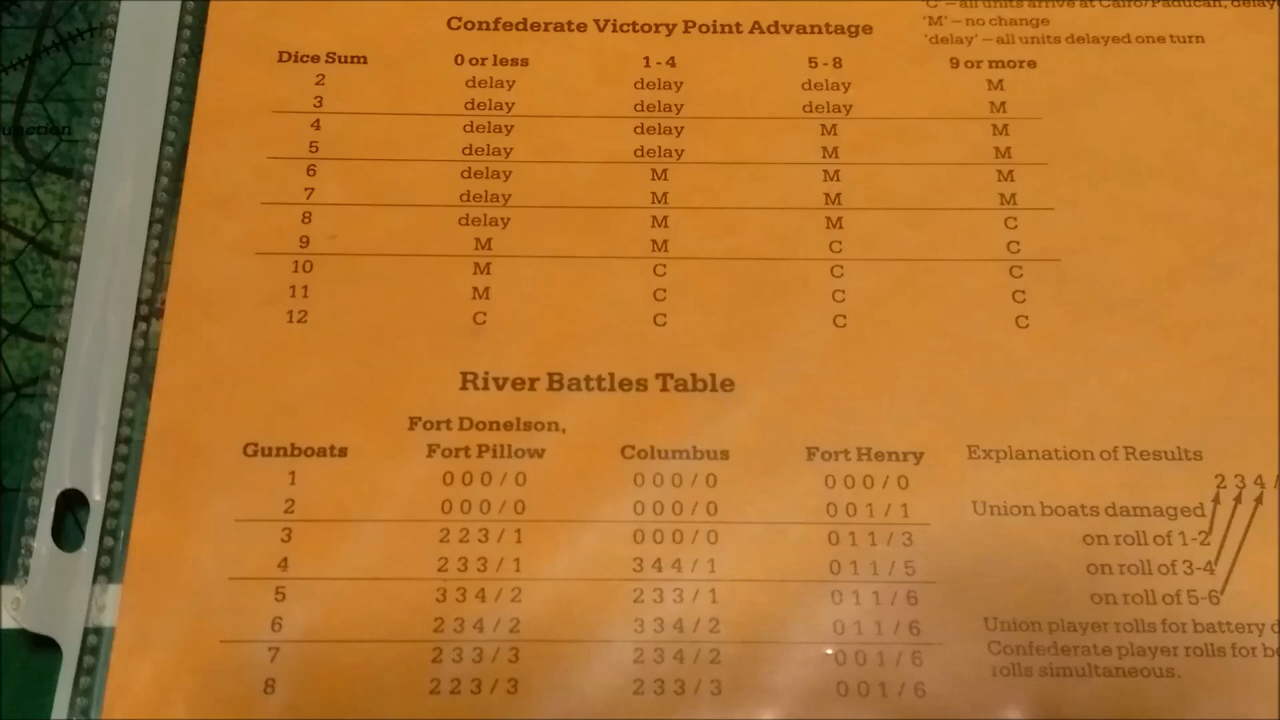 'C' – all units arrive at Cairo/Paducah, delay
Confederate Victory Point Advantage
'M' – no change
'delay' – all units delayed one turn
Dice Sum 0 or less 1 - 4 5 - 8 9 or more
2 delay delay delay M
3 delay delay delay M
4 delay delay M M
5 delay delay M M
6 delay M M M
7 delay M M M
8 delay M M C
9 M M C C
10 M C C C
11 M C C C
12 C C C C
River Battles Table
Fort Donelson,
Gunboats Fort Pillow Columbus Fort Henry Explanation of Results
1 0 0 0 / 0 0 0 0 / 0 0 0 0 / 0 2 3 4 /
2 0 0 0 / 0 0 0 0 / 0 0 0 1 / 1 Union boats damaged
3 2 2 3 / 1 0 0 0 / 0 0 1 1 / 3 on roll of 1-2
4 2 3 3 / 1 3 4 4 / 1 0 1 1 / 5 on roll of 3-4
5 3 3 4 / 2 2 3 3 / 1 0 1 1 / 6 on roll of 5-6
6 2 3 4 / 2 3 3 4 / 2 0 1 1 / 6 Union player rolls for battery
7 2 3 3 / 3 2 3 4 / 2 0 0 1 / 6 Confederate player rolls for
rolls simultaneous.
8 2 2 3 / 3 2 3 3 / 3 0 0 1 / 6